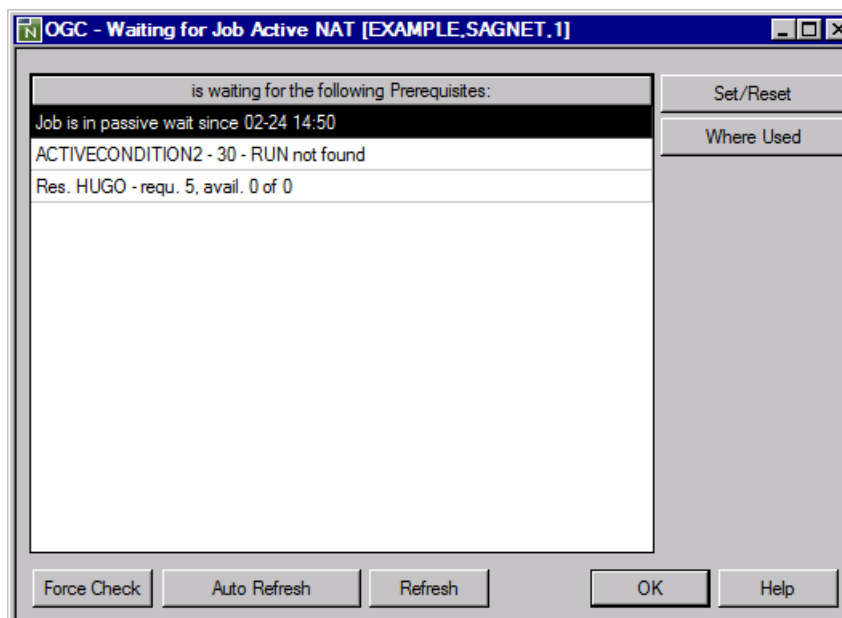 OGC - Waiting for Job Active NAT [EXAMPLE.SAGNET.1]
is waiting for the following Prerequisites:
Job is in passive wait since 02-24 14:50
ACTIVECONDITION2 - 30 - RUN not found
Res. HUGO - requ. 5, avail. 0 of 0
Set/Reset
Where Used
Force Check
Auto Refresh
Refresh
OK
Help